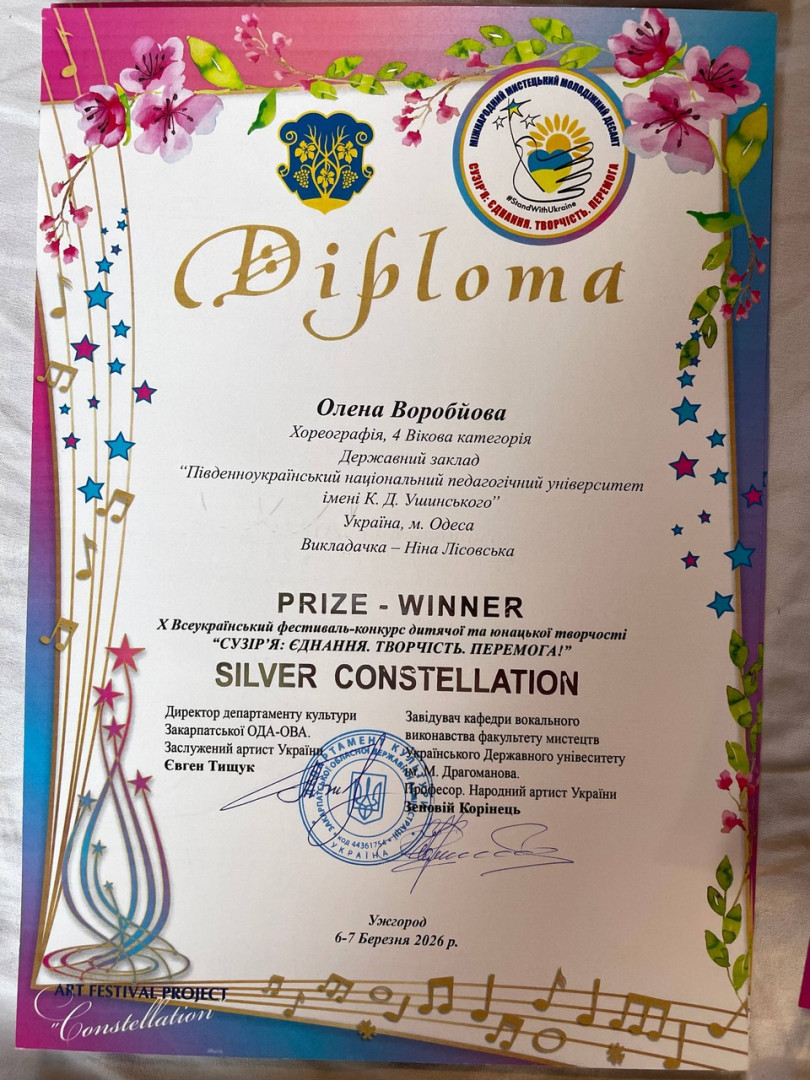 МІЖНАРОДНИЙ МИСТЕЦЬКИЙ МОЛОДІЖНИЙ ДЕСАНТ
#StandWithUkraine
СУЗІР'Я: ЄДНАННЯ. ТВОРЧІСТЬ. ПЕРЕМОГА
Diploma
Олена Воробйова
Хореографія, 4 Вікова категорія
Державний заклад
“Південноукраїнський національний педагогічний університет
імені К. Д. Ушинського”
Україна, м. Одеса
Викладачка – Ніна Лісовська
PRIZE - WINNER
X Всеукраїнський фестиваль-конкурс дитячої та юнацької творчості
“СУЗІР’Я: ЄДНАННЯ. ТВОРЧІСТЬ. ПЕРЕМОГА!”
SILVER CONSTELLATION
Директор департаменту культури
Закарпатської ОДА-ОВА.
Заслужений артист України
Євген Тищук
Завідувач кафедри вокального
виконавства факультету мистецтв
Українського Державного унівеситету
ім. М. Драгоманова.
Професор. Народний артист України
Зеновій Корінець
код 44361754
УКРАЇНА
Ужгород
6-7 Березня 2026 р.
ART FESTIVAL PROJECT
"Constellation